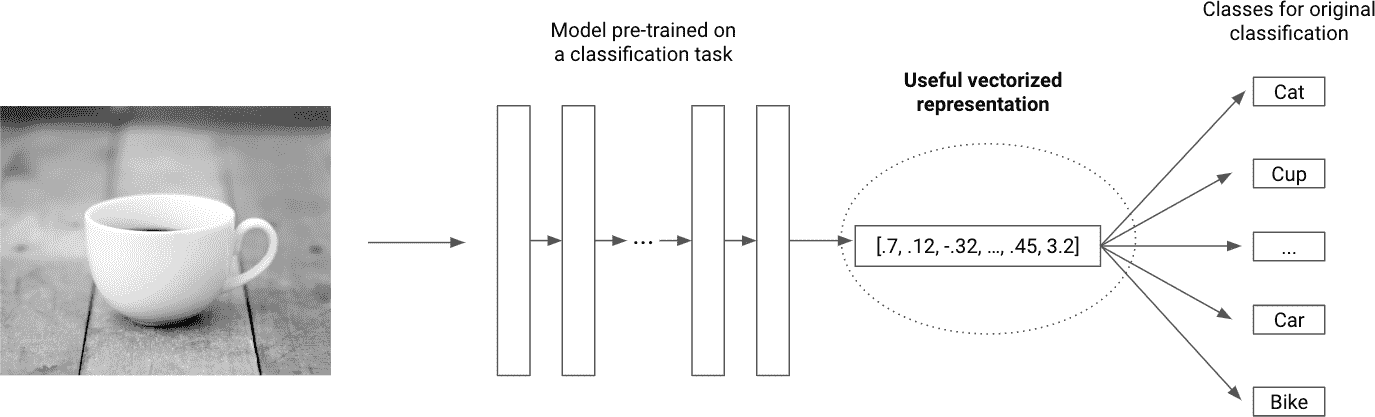 Model pre-trained on
a classification task
Useful vectorized
representation
Classes for original
classification
...
[.7, .12, -.32, ..., .45, 3.2]
Cat
Cup
...
Car
Bike